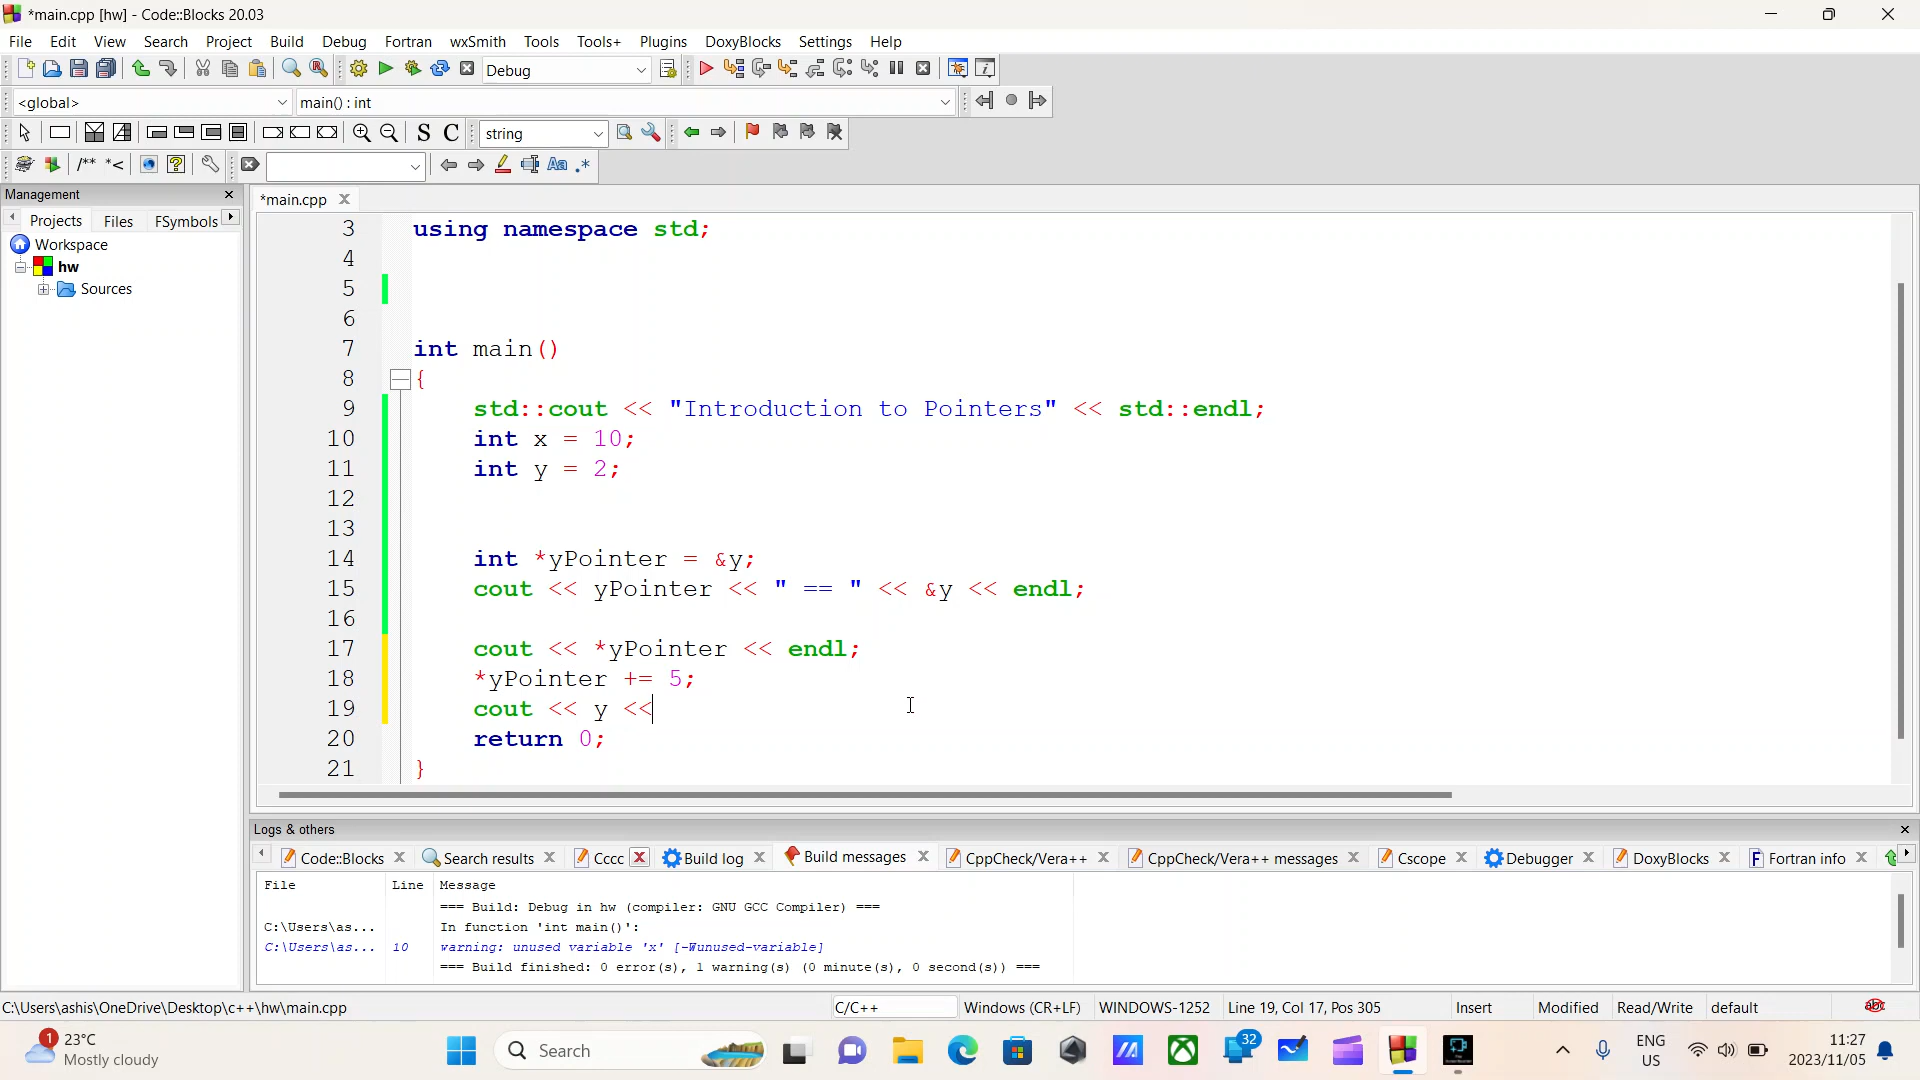 *main.cpp [hw] - Code::Blocks 20.03
File Edit View Search Project Build Debug Fortran wxSmith Tools Tools+ Plugins DoxyBlocks Settings Help
Debug
<global> main() : int
S C string
/** *<
Aa .*
Management
*main.cpp
Projects Files FSymbols
Workspace
hw
Sources
3 using namespace std;
4
5
6
7 int main()
8 {
9 std::cout << "Introduction to Pointers" << std::endl;
10 int x = 10;
11 int y = 2;
12
13
14 int *yPointer = &y;
15 cout << yPointer << " == " << &y << endl;
16
17 cout << *yPointer << endl;
18 *yPointer += 5;
19 cout << y <<
20 return 0;
21 }
Logs & others
Code::Blocks Search results Cccc Build log Build messages CppCheck/Vera++ CppCheck/Vera++ messages Cscope Debugger DoxyBlocks Fortran info
File Line Message
=== Build: Debug in hw (compiler: GNU GCC Compiler) ===
C:\Users\as... In function 'int main()':
C:\Users\as... 10 warning: unused variable 'x' [-Wunused-variable]
=== Build finished: 0 error(s), 1 warning(s) (0 minute(s), 0 second(s)) ===
C:\Users\ashis\OneDrive\Desktop\c++\hw\main.cpp C/C++ Windows (CR+LF) WINDOWS-1252 Line 19, Col 17, Pos 305 Insert Modified Read/Write default abc
1 23°C
Mostly cloudy
Search
32
ENG
US
11:27
2023/11/05